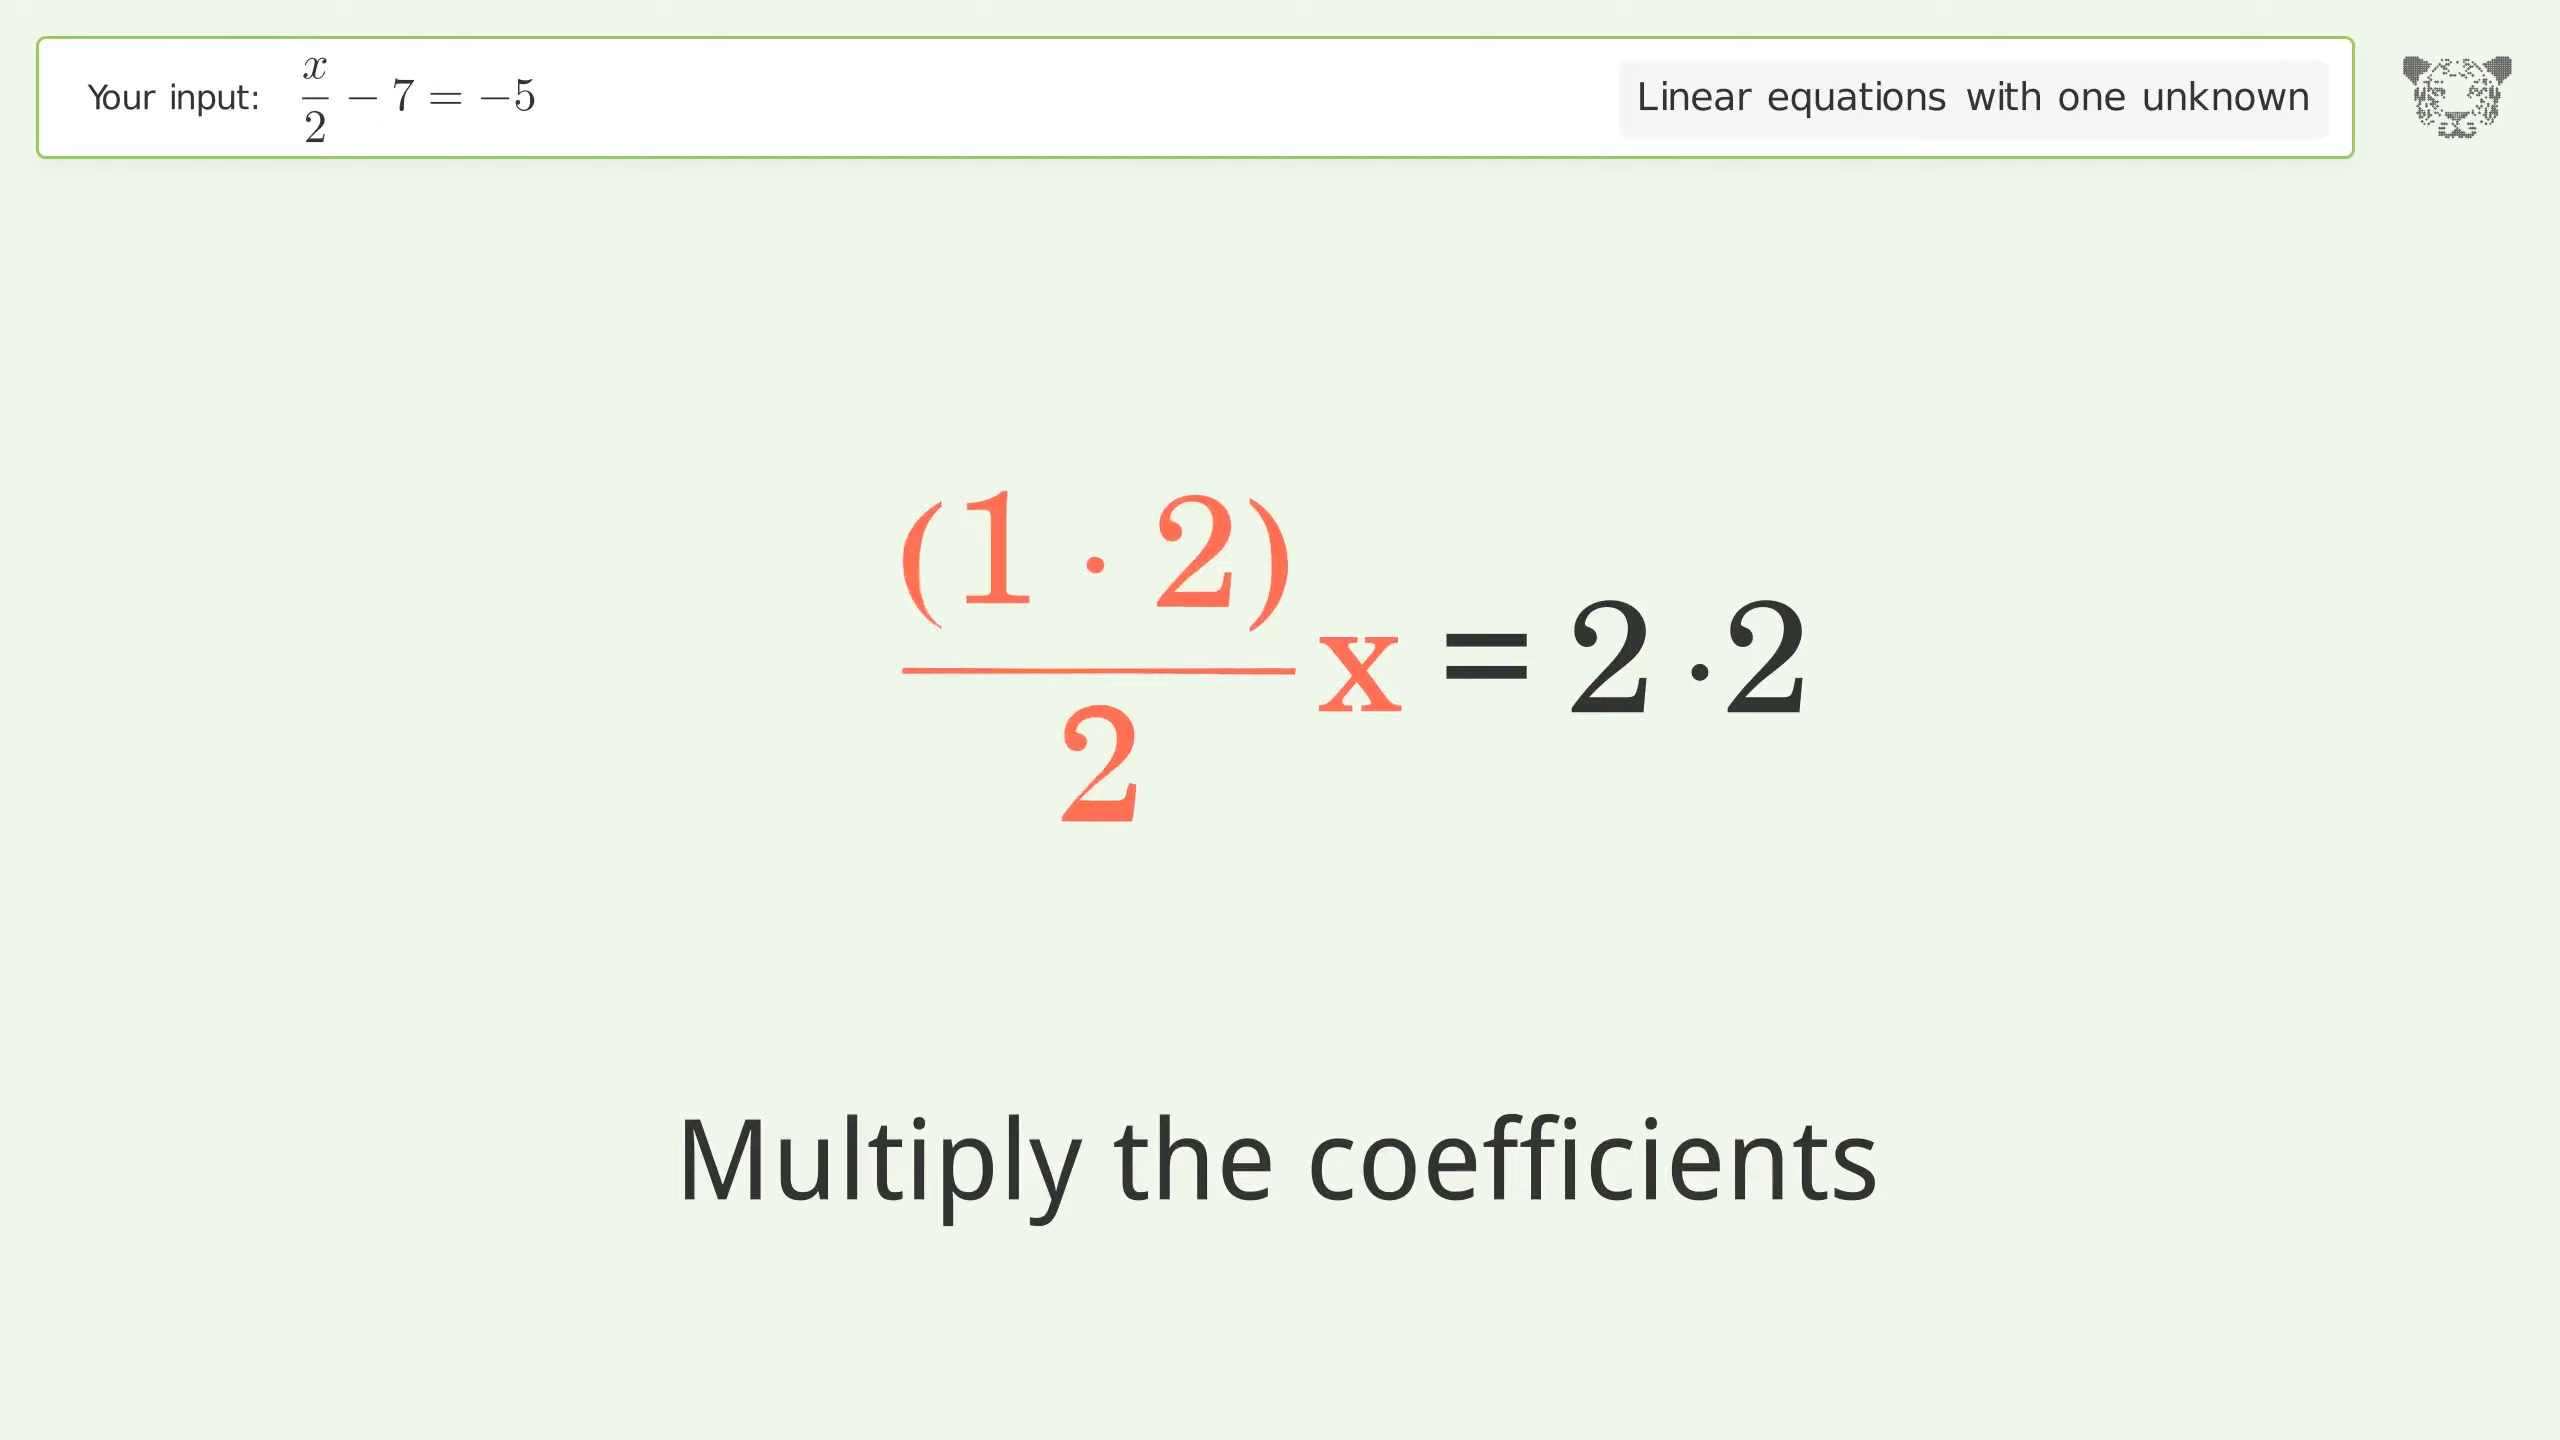 Your input: x/2 − 7 = −5
Linear equations with one unknown
(1 · 2)/2 x = 2 · 2
Multiply the coefficients